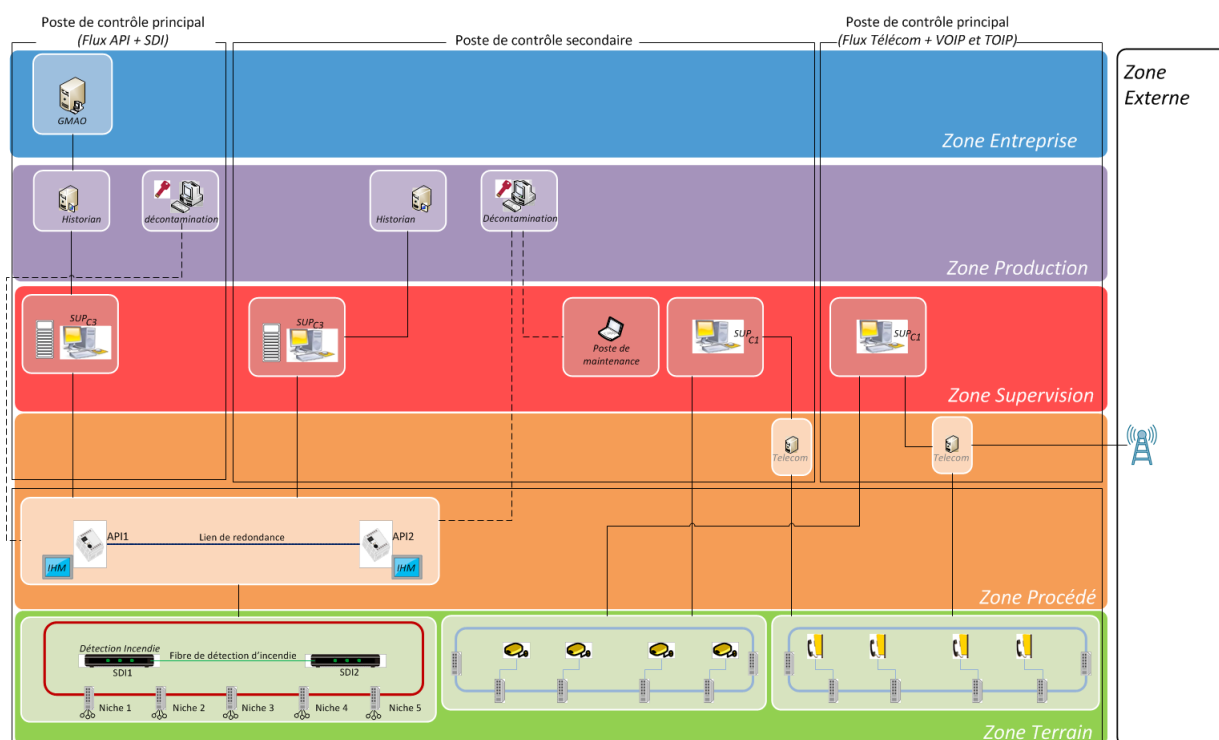 Poste de contrôle principal
(Flux API + SDI)
Poste de contrôle secondaire
Poste de contrôle principal
(Flux Télécom + VOIP et TOIP)
Zone
Externe
GMAO
Zone Entreprise
Historian
décontamination
Historian
Décontamination
Zone Production
SUPC3
SUPC3
Poste de
maintenance
SUPC1
SUPC1
Zone Supervision
Telecom
Telecom
API1
Lien de redondance
API2
IHM
IHM
Zone Procédé
Détection Incendie
Fibre de détection d'incendie
SDI1
SDI2
Niche 1
Niche 2
Niche 3
Niche 4
Niche 5
Zone Terrain